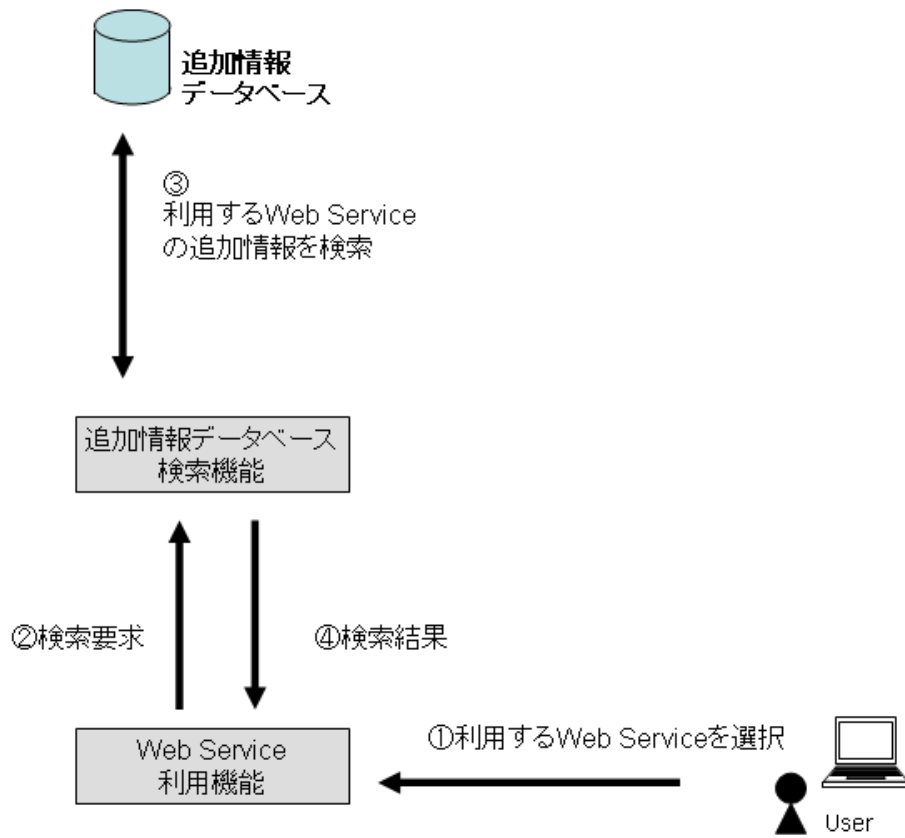 追加情報
データベース
③
利用するWeb Service
の追加情報を検索
追加情報データベース
検索機能
②検索要求
④検索結果
①利用するWeb Serviceを選択
Web Service
利用機能
User